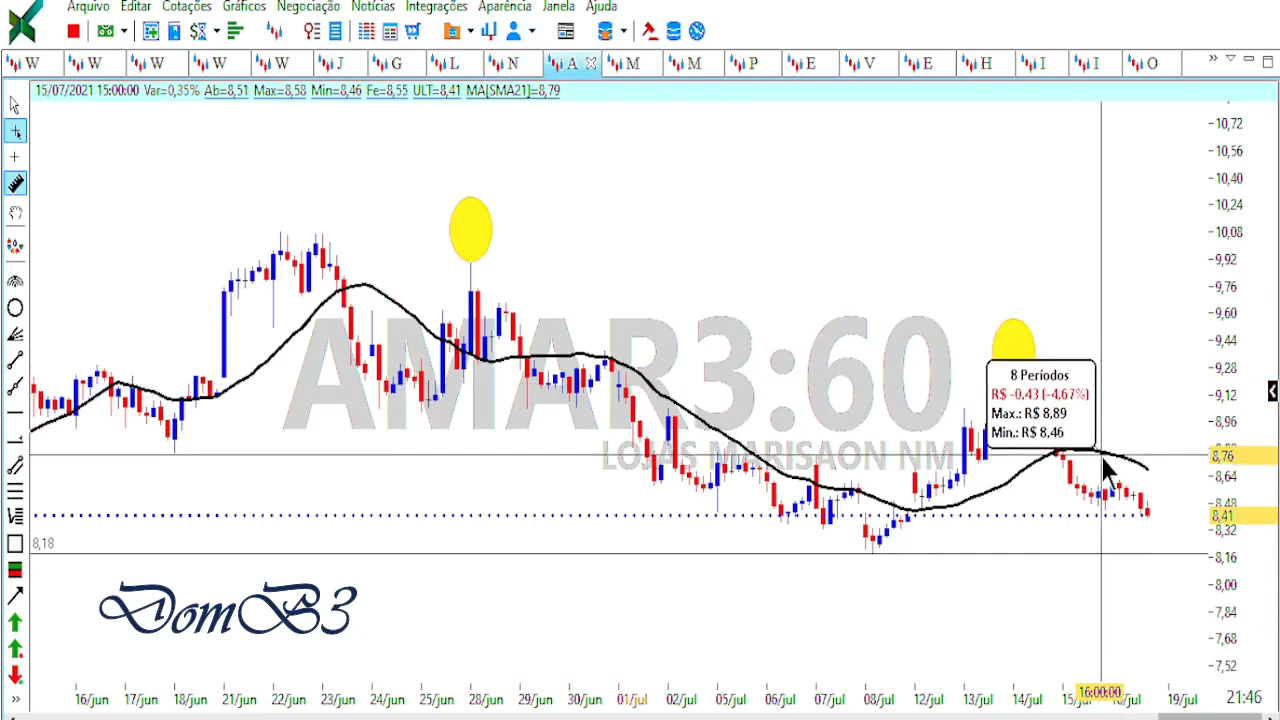 Arquivo Editar Cotações Gráficos Negociação Notícias Integrações Aparência Janela Ajuda
W W W W W J G L N A M M P E V E H I I O
15/07/2021 15:00:00 Var=0,35% Ab=8,51 Max=8,58 Min=8,46 Fe=8,55 ULT=8,41 MA[SMA21]=8,79
10,72
10,56
10,40
10,24
10,08
9,92
9,76
9,60
9,44
9,28
9,12
8,96
8,76
8,64
8,48
8,41
8,32
8,16
8,00
7,84
7,68
7,52
AMAR3:60
LOJAS MARISAON NM
8 Períodos
R$ -0,43 (-4,67%)
Max.: R$ 8,89
Min.: R$ 8,46
8,18
DomB3
16/jun 17/jun 18/jun 21/jun 22/jun 23/jun 24/jun 25/jun 28/jun 29/jun 30/jun 01/jul 02/jul 05/jul 06/jul 07/jul 08/jul 12/jul 13/jul 14/jul 15/j 16:00:00 /jul 19/jul 21:46